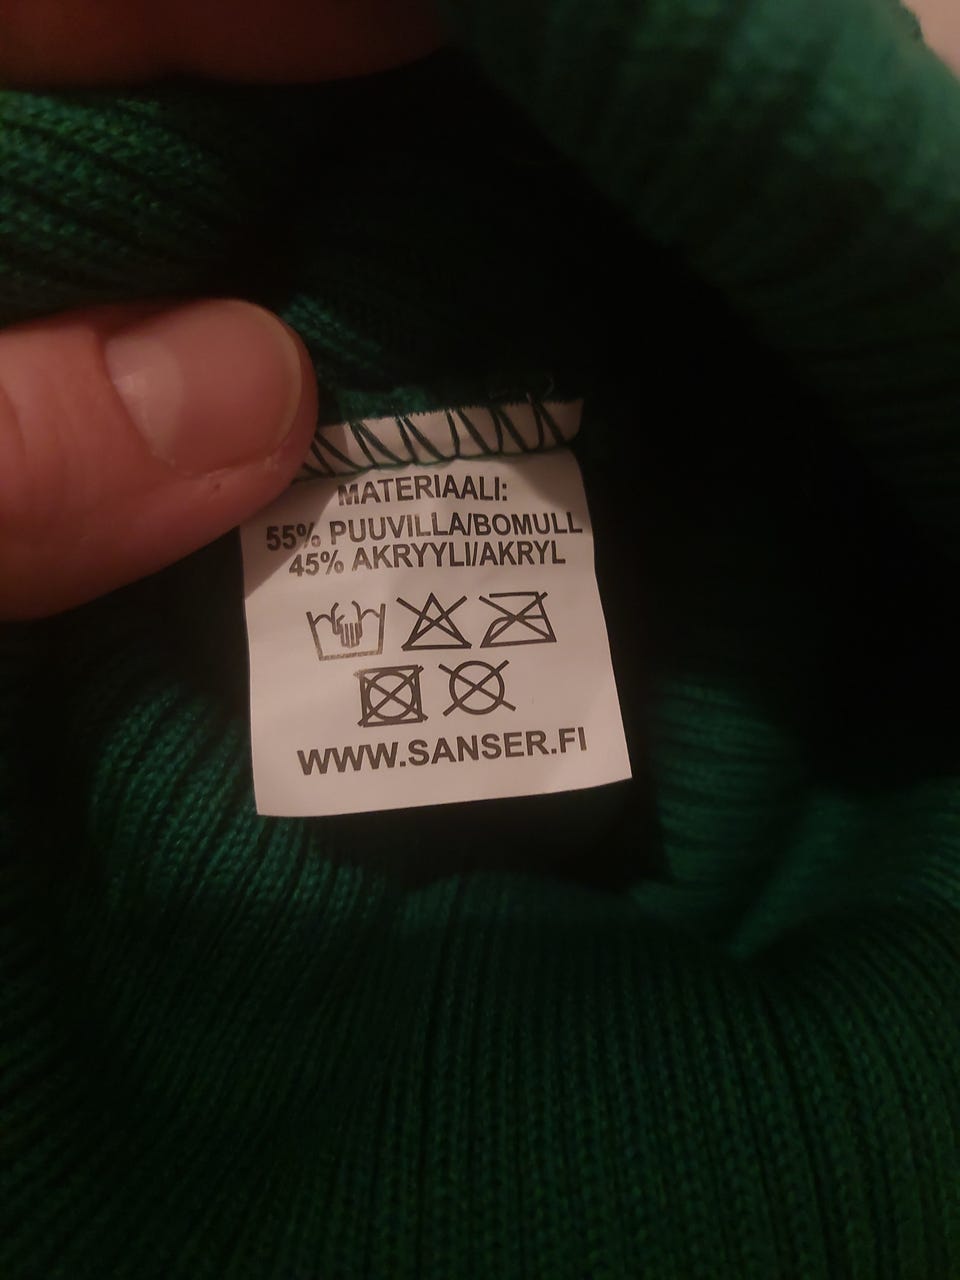 MATERIAALI:
55% PUUVILLA/BOMULL
45% AKRYYLI/AKRYL
WWW.SANSER.FI